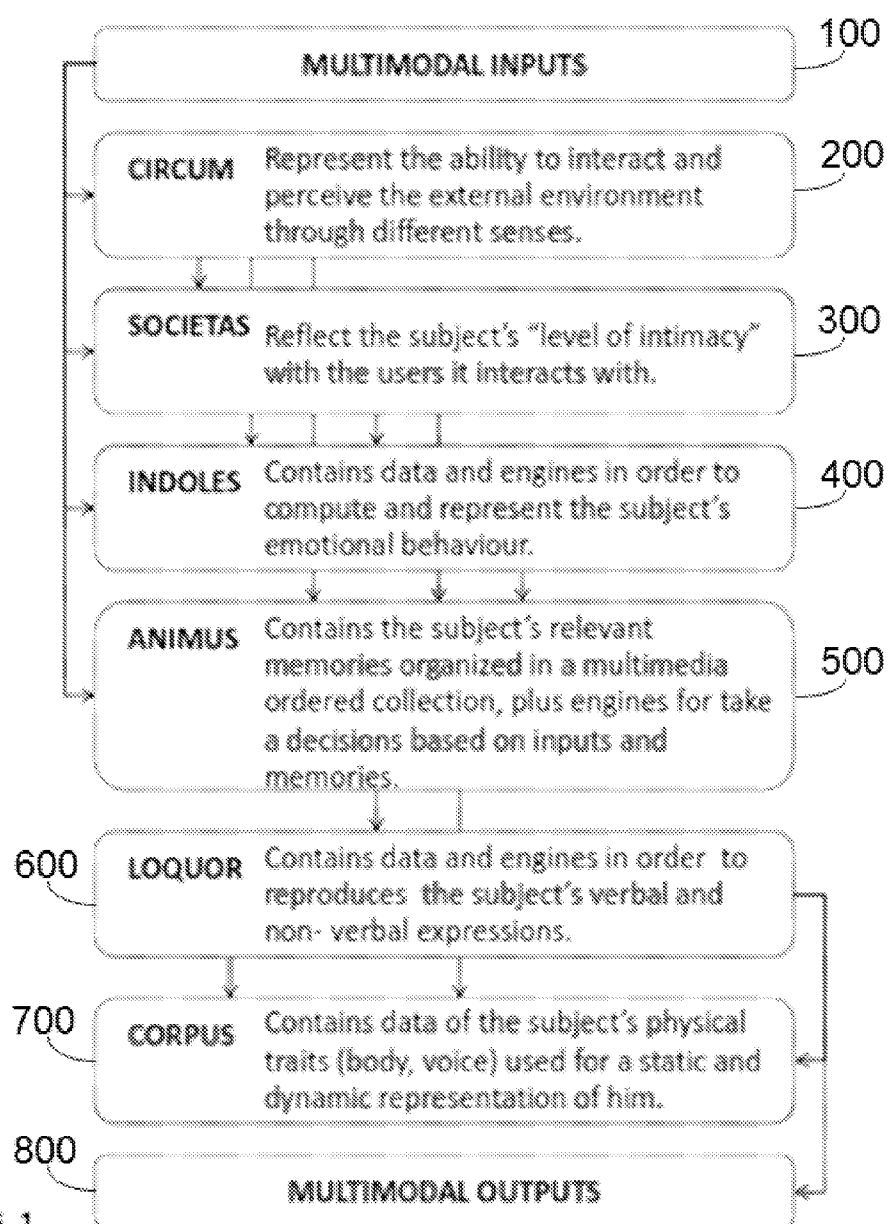 100
MULTIMODAL INPUTS
200
CIRCUM Represent the ability to interact and
perceive the external environment
through different senses.
300
SOCIETAS Reflect the subject's "level of intimacy"
with the users it interacts with.
400
INDOLES Contains data and engines in order to
compute and represent the subject's
emotional behaviour.
500
ANIMUS Contains the subject's relevant
memories organized in a multimedia
ordered collection, plus engines for take
a decisions based on inputs and
memories.
600
LOQUOR Contains data and engines in order to
reproduces the subject's verbal and
non- verbal expressions.
700
CORPUS Contains data of the subject's physical
traits (body, voice) used for a static and
dynamic representation of him.
800
MULTIMODAL OUTPUTS